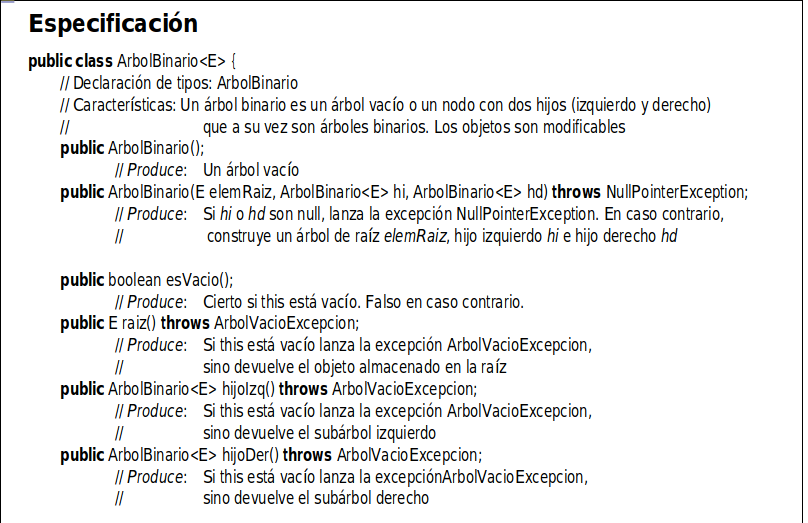 Especificación
public class ArbolBinario<E> {
// Declaración de tipos: ArbolBinario
// Características: Un árbol binario es un árbol vacío o un nodo con dos hijos (izquierdo y derecho)
// que a su vez son árboles binarios. Los objetos son modificables
public ArbolBinario();
// Produce: Un árbol vacío
public ArbolBinario(E elemRaiz, ArbolBinario<E> hi, ArbolBinario<E> hd) throws NullPointerException;
// Produce: Si hi o hd son null, lanza la excepción NullPointerException. En caso contrario,
// construye un árbol de raíz elemRaiz, hijo izquierdo hi e hijo derecho hd
public boolean esVacio();
// Produce: Cierto si this está vacío. Falso en caso contrario.
public E raiz() throws ArbolVacioExcepcion;
// Produce: Si this está vacío lanza la excepción ArbolVacioExcepcion,
// sino devuelve el objeto almacenado en la raíz
public ArbolBinario<E> hijoIzq() throws ArbolVacioExcepcion;
// Produce: Si this está vacío lanza la excepción ArbolVacioExcepcion,
// sino devuelve el subárbol izquierdo
public ArbolBinario<E> hijoDer() throws ArbolVacioExcepcion;
// Produce: Si this está vacío lanza la excepciónArbolVacioExcepcion,
// sino devuelve el subárbol derecho